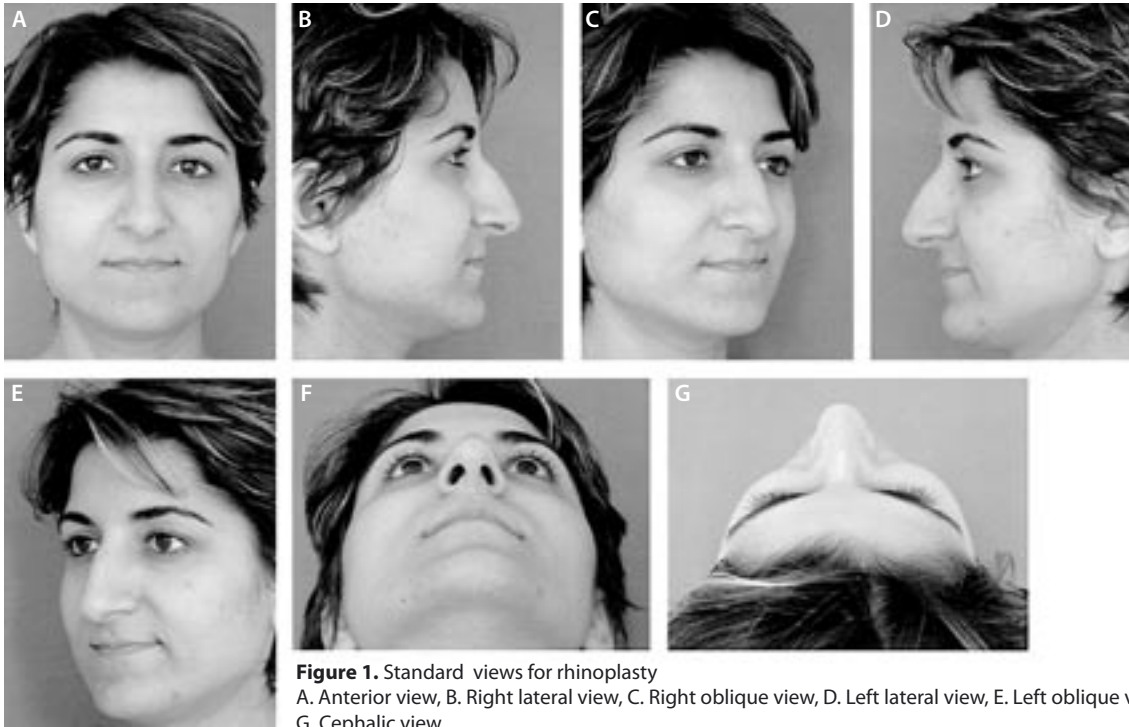 A
B
C
D
E
F
G
Figure 1. Standard views for rhinoplasty
A. Anterior view, B. Right lateral view, C. Right oblique view, D. Left lateral view, E. Left oblique
G. Cephalic view